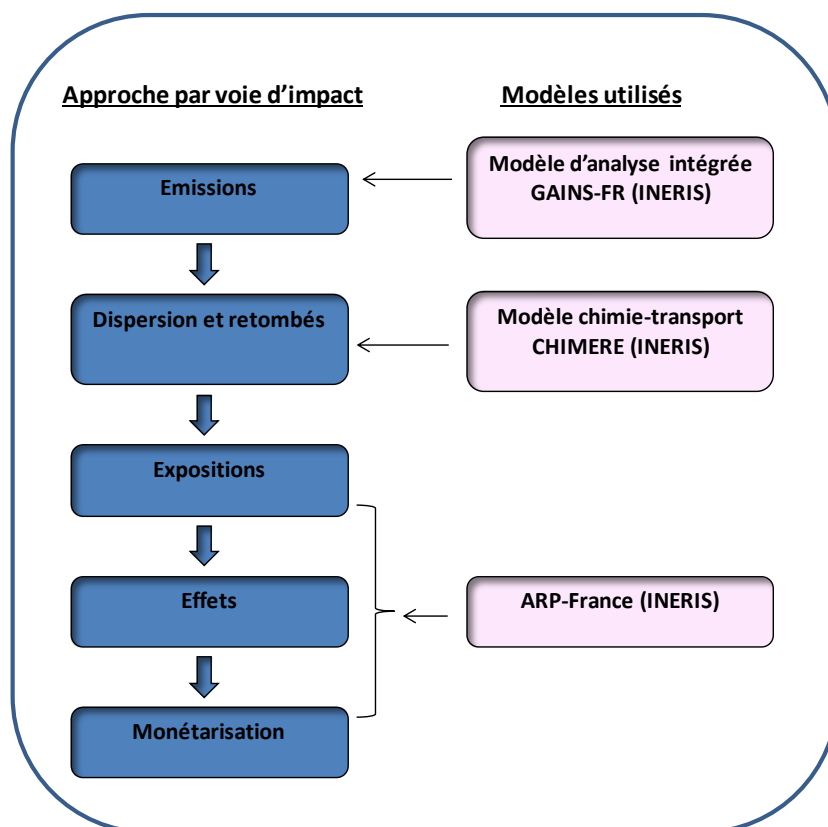 Approche par voie d'impact
Modèles utilisés
Emissions
Modèle d'analyse intégrée
GAINS-FR (INERIS)
Dispersion et retombés
Modèle chimie-transport
CHIMERE (INERIS)
Expositions
Effets
ARP-France (INERIS)
Monétarisation